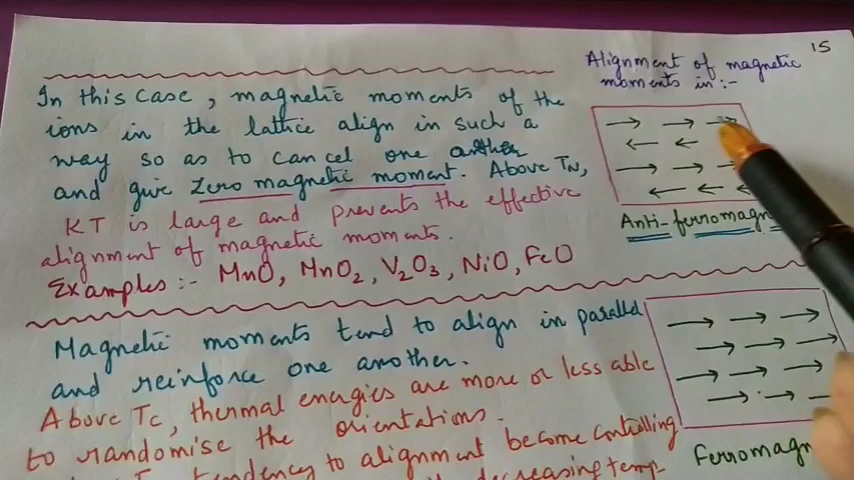 15
Alignment of magnetic
moments in :-
In this case, magnetic moments of the
ions in the lattice align in such a
way so as to cancel one another
and give zero magnetic moment. Above TN,
KT is large and prevents the effective
alignment of magnetic moments.
Examples :- MnO, MnO2, V2O3, NiO, FeO
Anti-ferromagn
Magnetic moments tend to align in parallel
and reinforce one another.
Above Tc, thermal energies are more or less able
to randomise the orientations.
tendency to alignment become controlling
decreasing temp.
Ferromagn